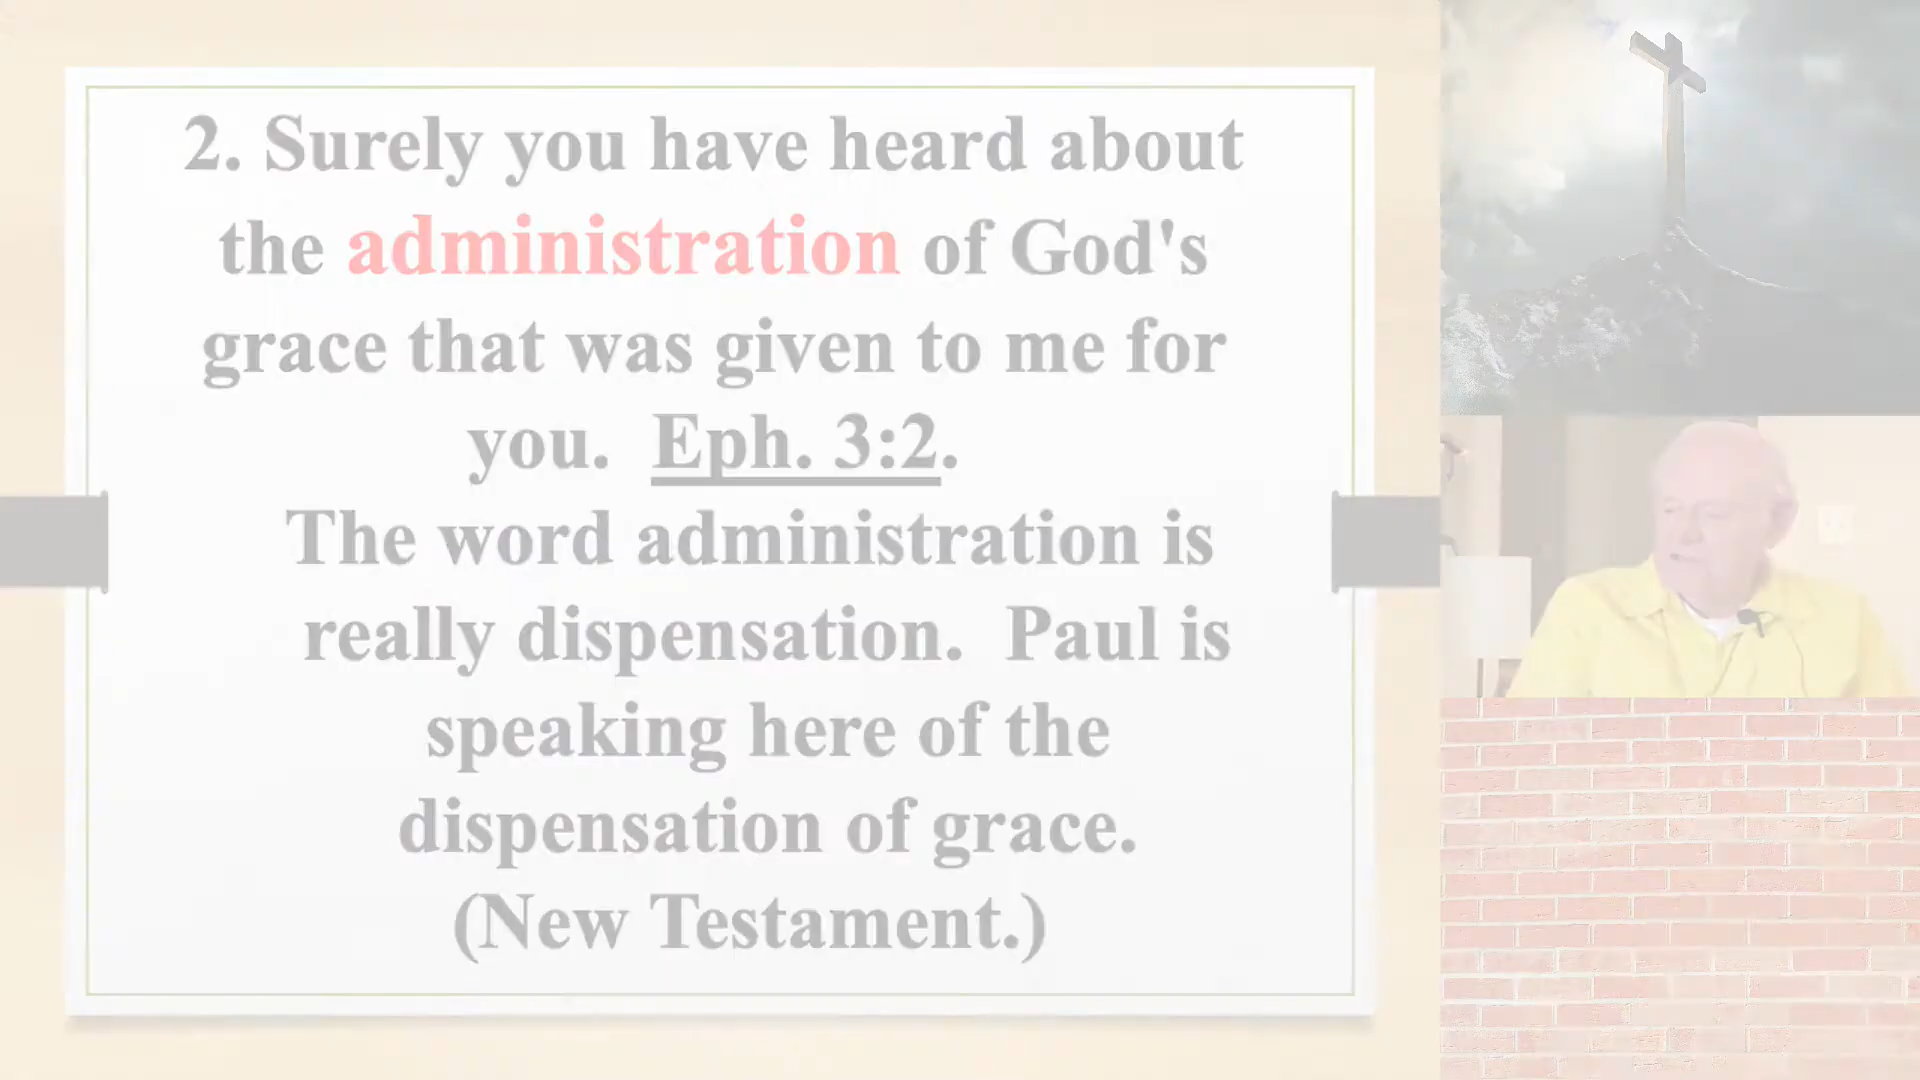 2. Surely you have heard about
the administration of God's
grace that was given to me for
you.  Eph. 3:2.
The word administration is
really dispensation.  Paul is
speaking here of the
dispensation of grace.
(New Testament.)